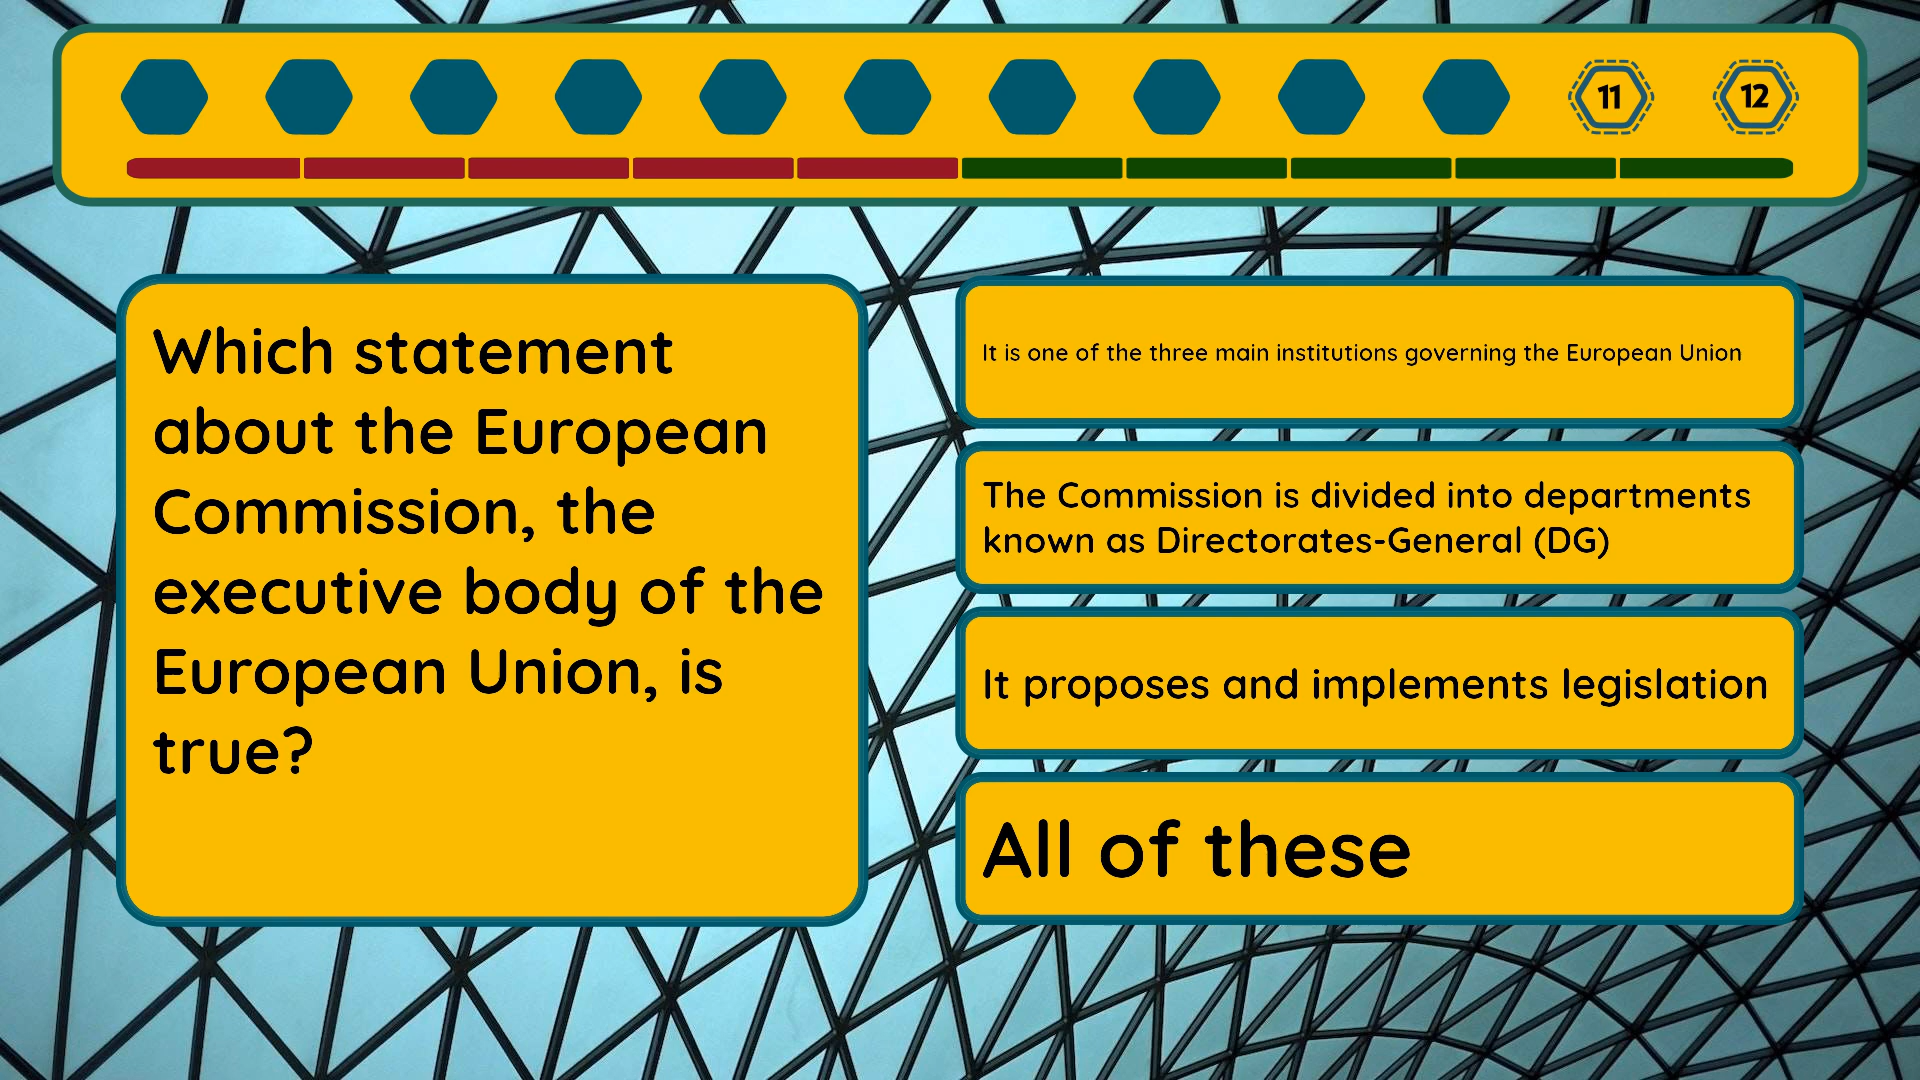 11
12
Which statement
about the European
Commission, the
executive body of the
European Union, is
true?
It is one of the three main institutions governing the European Union
The Commission is divided into departments
known as Directorates-General (DG)
It proposes and implements legislation
All of these